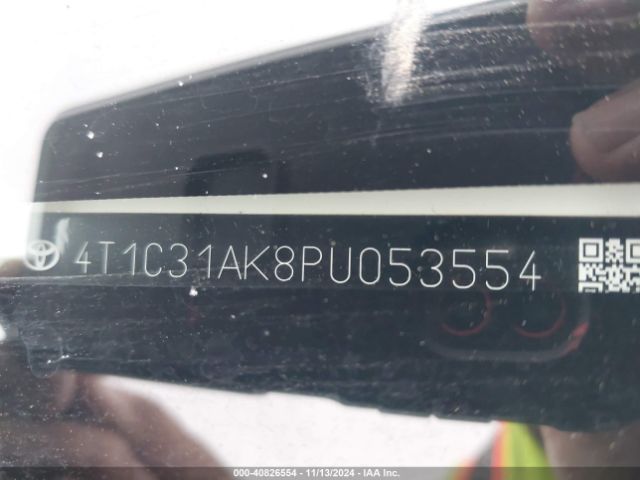 4T1C31AK8PU053554
000-40826554 - 11/13/2024 - IAA Inc.